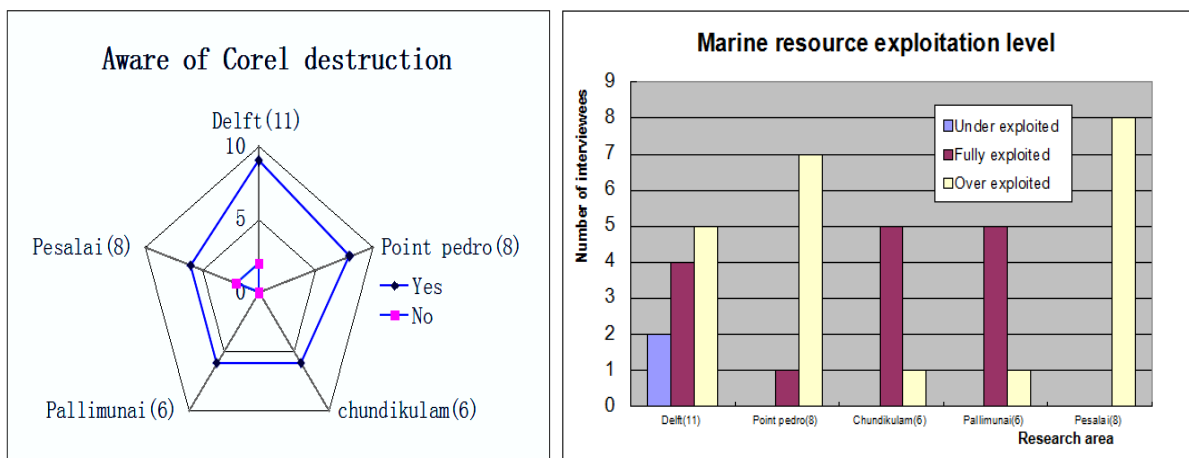 Aware of Corel destruction
Delft(11)
10
5
0
Pesalai(8)
Point pedro(8)
Yes
No
Pallimunai(6)
chundikulam(6)
Marine resource exploitation level
Number of interviewees
9
8
7
6
5
4
3
2
1
0
Under exploited
Fully exploited
Over exploited
Delft(11) Point pedro(8) Chundikulam(6) Pallimunai(6) Pesalai(8)
Research area